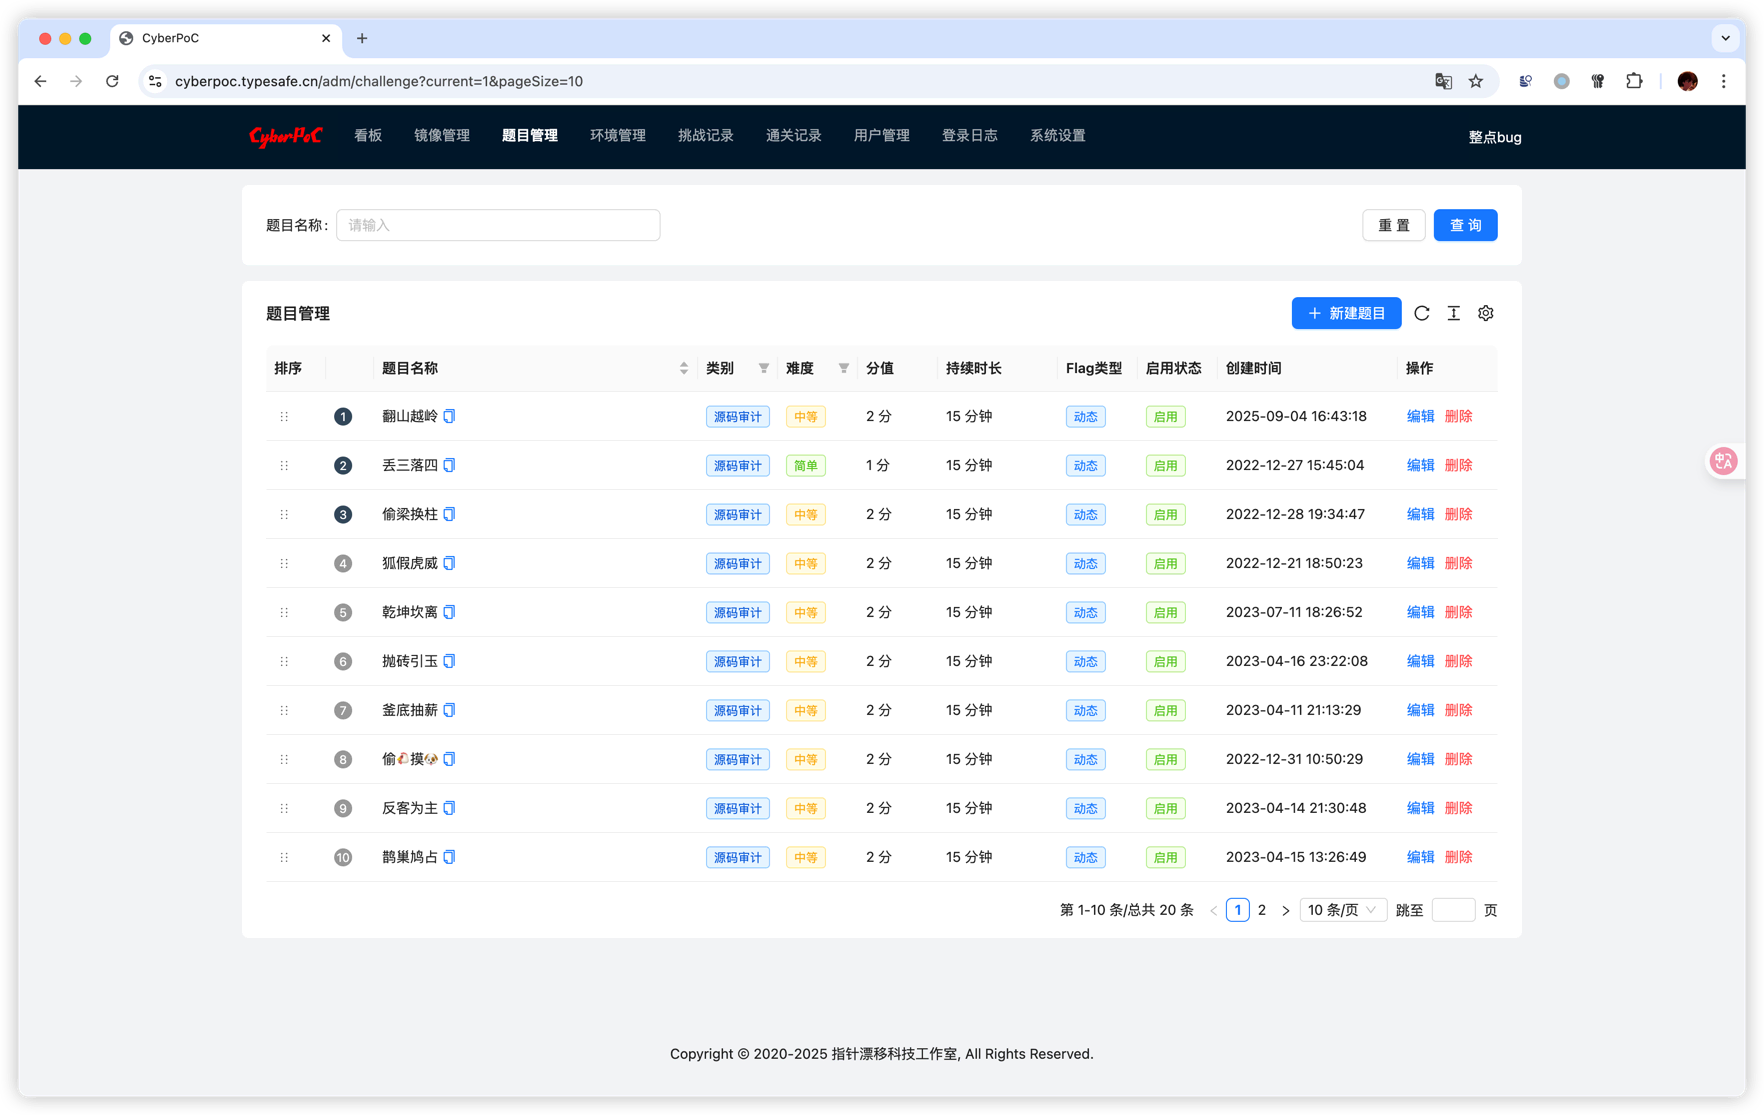 CyberPoC
cyberpoc.typesafe.cn/adm/challenge?current=1&pageSize=10
CyberPoC 看板 镜像管理 题目管理 环境管理 挑战记录 通关记录 用户管理 登录日志 系统设置 整点bug
题目名称: 请输入 重 置 查 询
题目管理 新建题目
排序 题目名称 类别 难度 分值 持续时长 Flag类型 启用状态 创建时间 操作
1 翻山越岭 源码审计 中等 2 分 15 分钟 动态 启用 2025-09-04 16:43:18 编辑 删除
2 丢三落四 源码审计 简单 1 分 15 分钟 动态 启用 2022-12-27 15:45:04 编辑 删除
3 偷梁换柱 源码审计 中等 2 分 15 分钟 动态 启用 2022-12-28 19:34:47 编辑 删除
4 狐假虎威 源码审计 中等 2 分 15 分钟 动态 启用 2022-12-21 18:50:23 编辑 删除
5 乾坤坎离 源码审计 中等 2 分 15 分钟 动态 启用 2023-07-11 18:26:52 编辑 删除
6 抛砖引玉 源码审计 中等 2 分 15 分钟 动态 启用 2023-04-16 23:22:08 编辑 删除
7 釜底抽薪 源码审计 中等 2 分 15 分钟 动态 启用 2023-04-11 21:13:29 编辑 删除
8 偷🐔摸🐶 源码审计 中等 2 分 15 分钟 动态 启用 2022-12-31 10:50:29 编辑 删除
9 反客为主 源码审计 中等 2 分 15 分钟 动态 启用 2023-04-14 21:30:48 编辑 删除
10 鹊巢鸠占 源码审计 中等 2 分 15 分钟 动态 启用 2023-04-15 13:26:49 编辑 删除
第 1-10 条/总共 20 条 1 2 10 条/页 跳至 页
Copyright © 2020-2025 指针漂移科技工作室, All Rights Reserved.